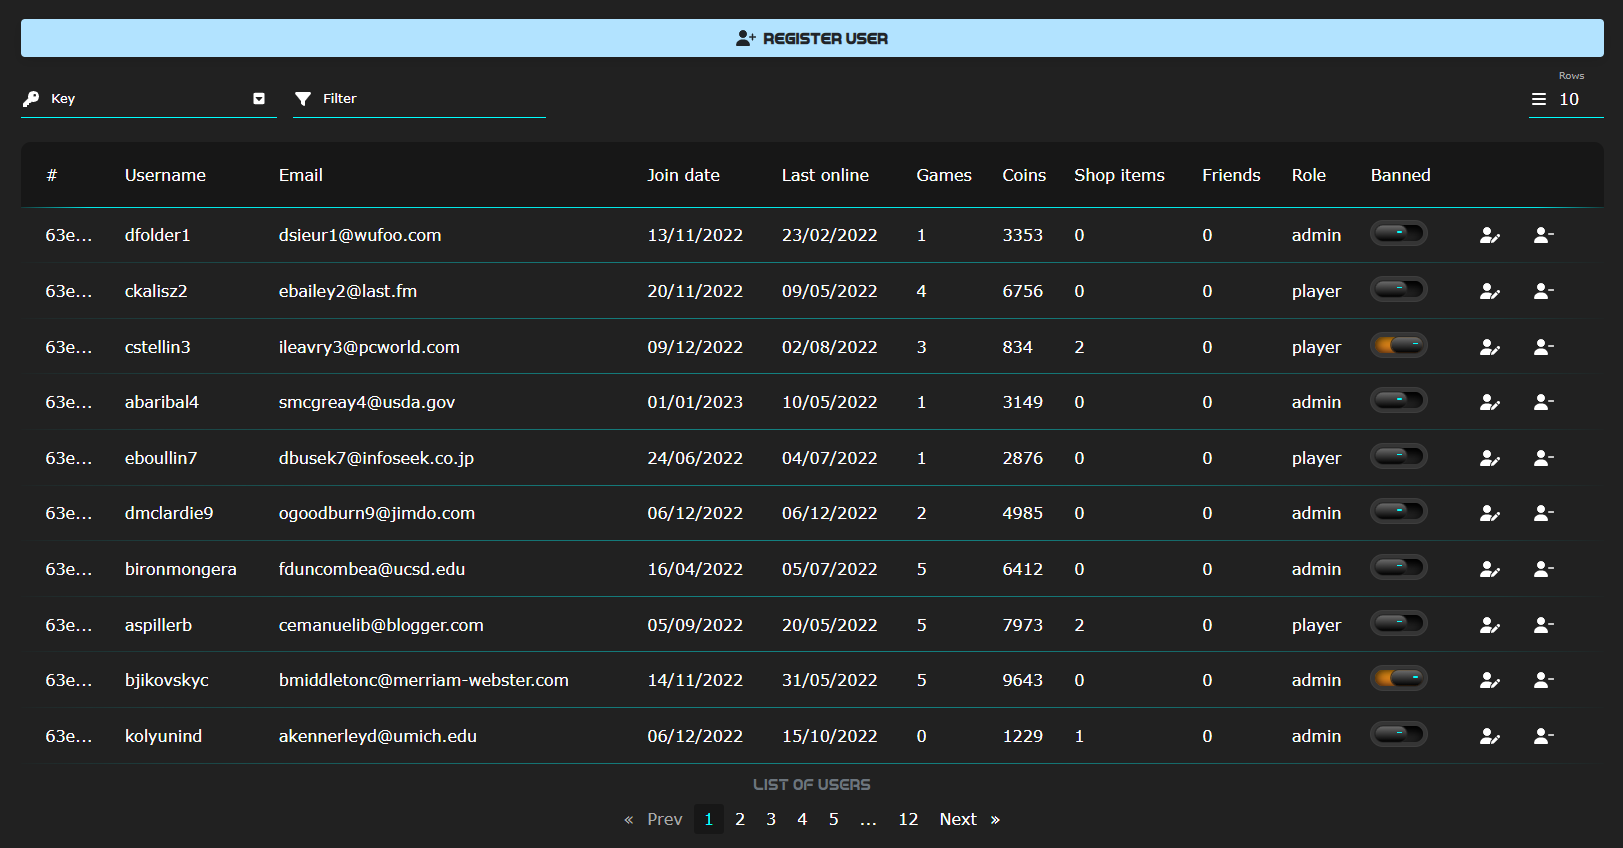 REGISTER USER
Rows
Key Filter 10
# Username Email Join date Last online Games Coins Shop items Friends Role Banned
63e... dfolder1 dsieur1@wufoo.com 13/11/2022 23/02/2022 1 3353 0 0 admin
63e... ckalisz2 ebailey2@last.fm 20/11/2022 09/05/2022 4 6756 0 0 player
63e... cstellin3 ileavry3@pcworld.com 09/12/2022 02/08/2022 3 834 2 0 player
63e... abaribal4 smcgreay4@usda.gov 01/01/2023 10/05/2022 1 3149 0 0 admin
63e... eboullin7 dbusek7@infoseek.co.jp 24/06/2022 04/07/2022 1 2876 0 0 player
63e... dmclardie9 ogoodburn9@jimdo.com 06/12/2022 06/12/2022 2 4985 0 0 admin
63e... bironmongera fduncombea@ucsd.edu 16/04/2022 05/07/2022 5 6412 0 0 admin
63e... aspillerb cemanuelib@blogger.com 05/09/2022 20/05/2022 5 7973 2 0 player
63e... bjikovskyc bmiddletonc@merriam-webster.com 14/11/2022 31/05/2022 5 9643 0 0 admin
63e... kolyunind akennerleyd@umich.edu 06/12/2022 15/10/2022 0 1229 1 0 admin
LIST OF USERS
« Prev 1 2 3 4 5 ... 12 Next »